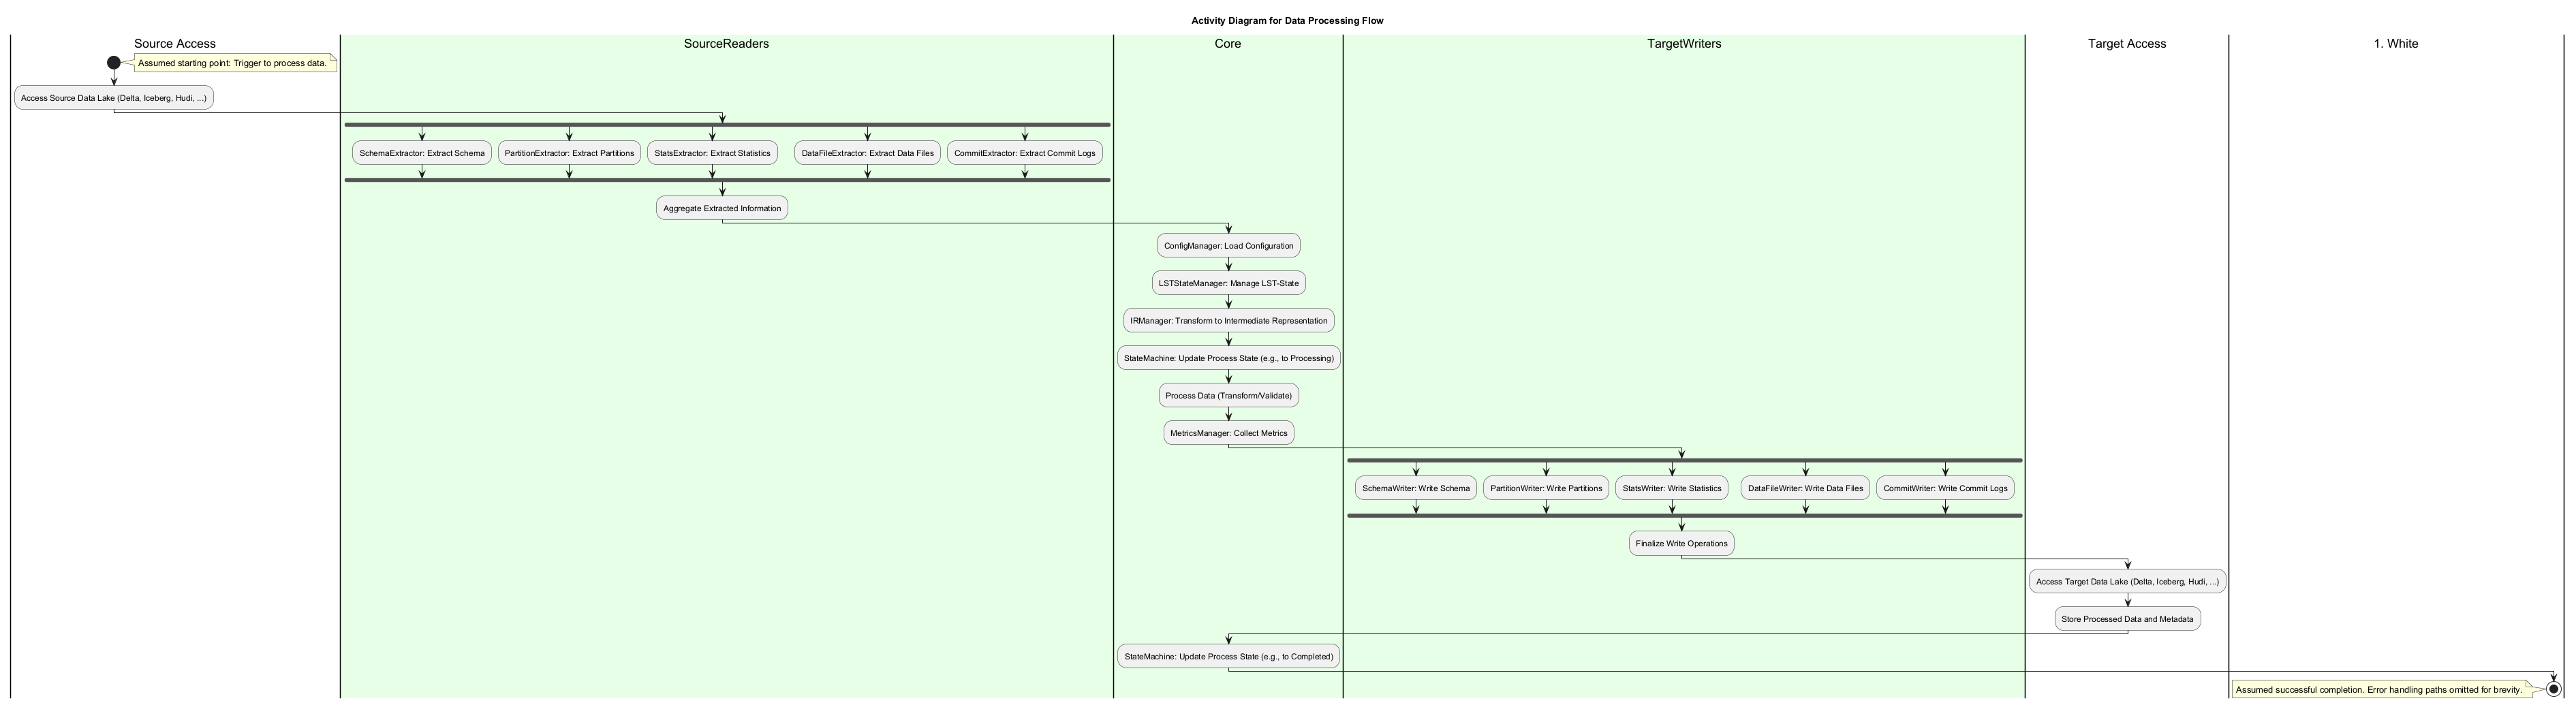 Activity Diagram for Data Processing Flow
Source Access
SourceReaders
Core
TargetWriters
Target Access
1. White
Assumed starting point: Trigger to process data.
Access Source Data Lake (Delta, Iceberg, Hudi, ...)
SchemaExtractor: Extract Schema
PartitionExtractor: Extract Partitions
StatsExtractor: Extract Statistics
DataFileExtractor: Extract Data Files
CommitExtractor: Extract Commit Logs
Aggregate Extracted Information
ConfigManager: Load Configuration
LSTStateManager: Manage LST-State
IRManager: Transform to Intermediate Representation
StateMachine: Update Process State (e.g., to Processing)
Process Data (Transform/Validate)
MetricsManager: Collect Metrics
SchemaWriter: Write Schema
PartitionWriter: Write Partitions
StatsWriter: Write Statistics
DataFileWriter: Write Data Files
CommitWriter: Write Commit Logs
Finalize Write Operations
Access Target Data Lake (Delta, Iceberg, Hudi, ...)
Store Processed Data and Metadata
StateMachine: Update Process State (e.g., to Completed)
Assumed successful completion. Error handling paths omitted for brevity.